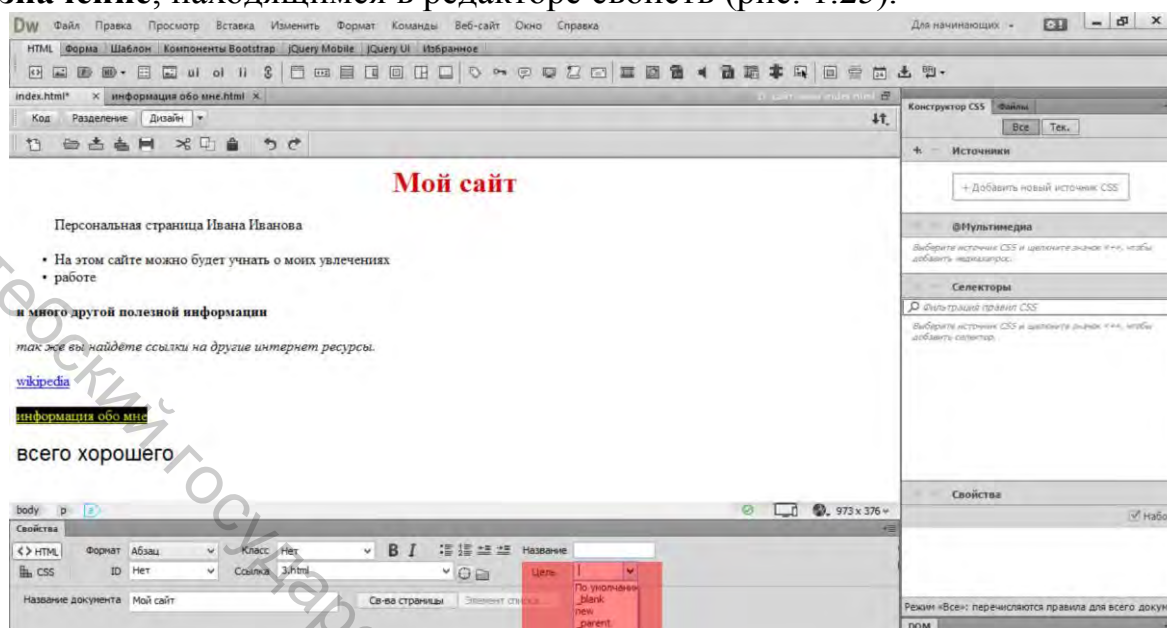 значение, находящимся в редакторе свойств (рис. 1.25).
Dw Файл Правка Просмотр Вставка Изменить Формат Команды Веб-сайт Окно Справка Для начинающих
HTML Форма Шаблон Компоненты Bootstrap jQuery Mobile jQuery UI Избранное
ul ol li
index.html* × информация обо мне.html ×
Конструктор CSS Файлы
Код Разделение Дизайн
Все Тек.
+ Источники
Мой сайт
+ Добавить новый источник CSS
Персональная страница Ивана Иванова
@Мультимедиа
Выберите источник CSS и щелкните значок «+», чтобы
добавить медиазапрос.
• На этом сайте можно будет учнать о моих увлечениях
• работе
Селекторы
Фильтрация правил CSS
и много другой полезной информации
Выберите источник CSS и щелкните значок «+», чтобы
добавить селектор.
так же вы найдёте ссылки на другие интернет ресурсы.
wikipedia
информация обо мне
всего хорошего
Свойства
body p a 973 x 376
Набо
Свойства
<> HTML Формат Абзац Класс Нет B I Название
CSS ID Нет Ссылка 3.html Цель
Название документа Мой сайт Св-ва страницы Элемент списка...
По умолчанию
_blank
new
_parent
Режим «Все»: перечисляются правила для всего докум
DOM
теоский государ